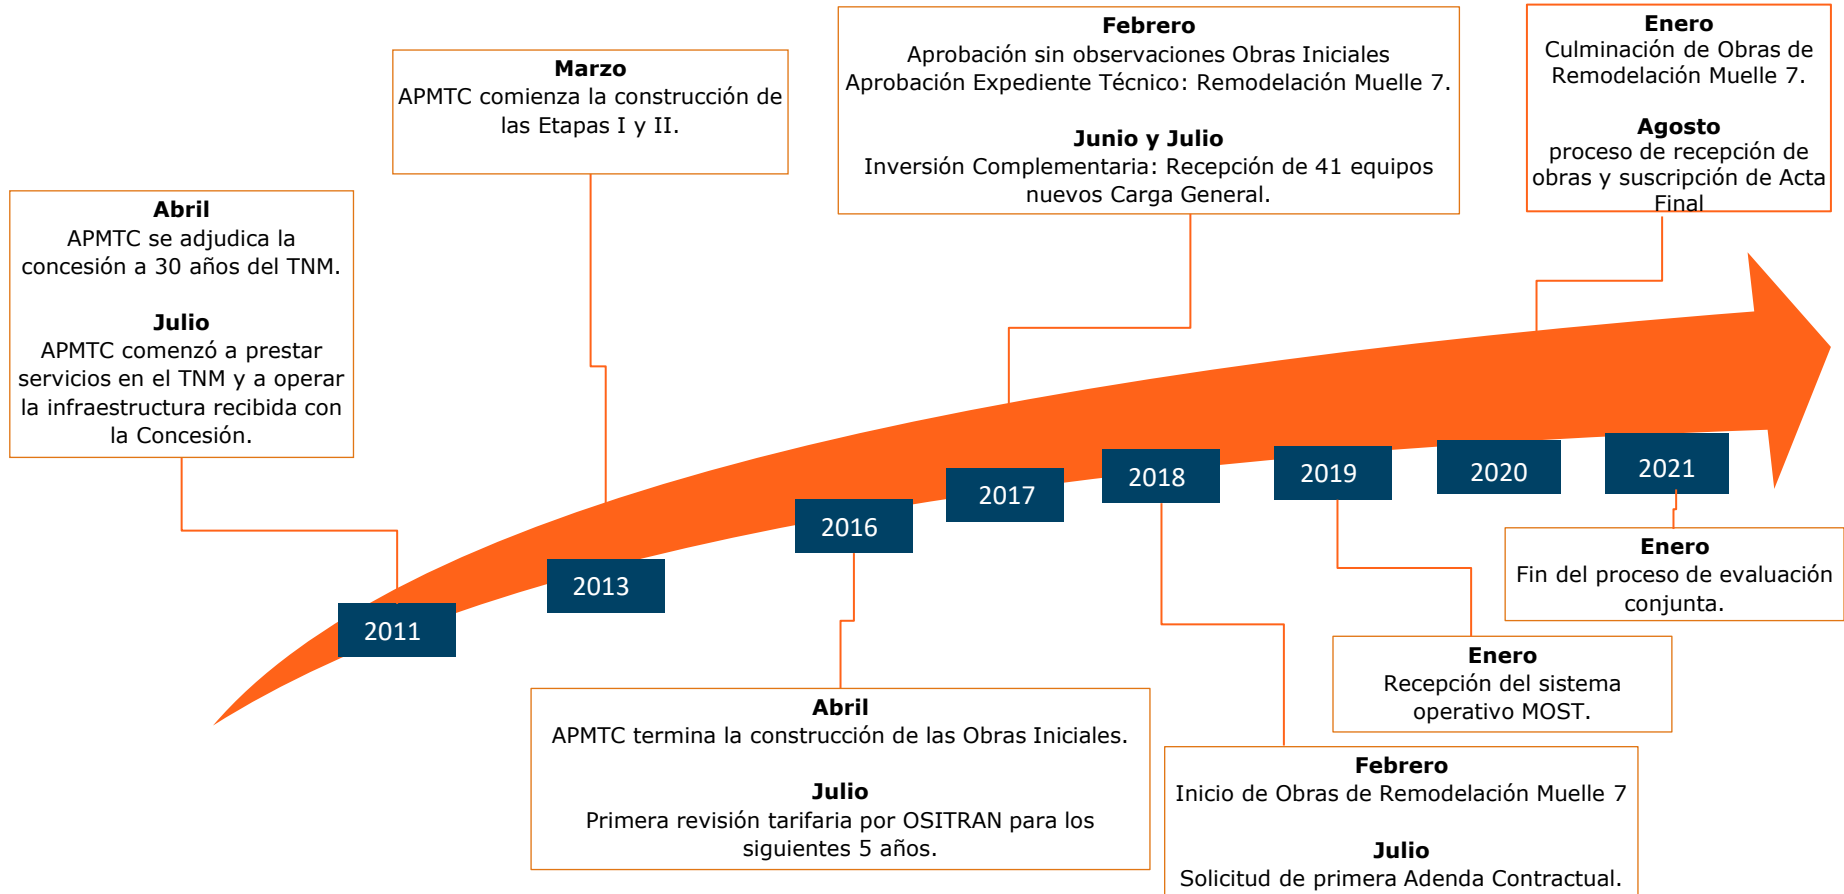 Abril
APMTC se adjudica la
concesión a 30 años del TNM.
Julio
APMTC comenzó a prestar
servicios en el TNM y a operar
la infraestructura recibida con
la Concesión.
Marzo
APMTC comienza la construcción de
las Etapas I y II.
Febrero
Aprobación sin observaciones Obras Iniciales
Aprobación Expediente Técnico: Remodelación Muelle 7.
Junio y Julio
Inversión Complementaria: Recepción de 41 equipos
nuevos Carga General.
Enero
Culminación de Obras de
Remodelación Muelle 7.
Agosto
proceso de recepción de
obras y suscripción de Acta
Final
2011
2013
2016
2017
2018
2019
2020
2021
Abril
APMTC termina la construcción de las Obras Iniciales.
Julio
Primera revisión tarifaria por OSITRAN para los
siguientes 5 años.
Febrero
Inicio de Obras de Remodelación Muelle 7
Julio
Solicitud de primera Adenda Contractual.
Enero
Recepción del sistema
operativo MOST.
Enero
Fin del proceso de evaluación
conjunta.